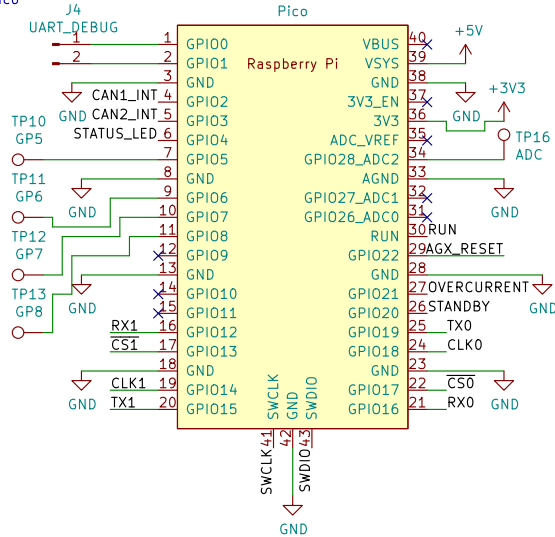 Pico
J4
UART_DEBUG
1
2
Pico
Raspberry Pi
1 GPIO0
2 GPIO1
3 GND
GND
CAN1_INT 4 GPIO2
CAN2_INT 5 GPIO3
STATUS_LED 6 GPIO4
TP10
GP5
7 GPIO5
8 GND
GND
TP11
GP6
9 GPIO6
10 GPIO7
TP12
GP7
11 GPIO8
12 GPIO9
13 GND
GND
TP13
GP8
14 GPIO10
15 GPIO11
RX1 16 GPIO12
CS1 17 GPIO13
18 GND
GND
CLK1 19 GPIO14
TX1 20 GPIO15
VBUS 40
+5V
VSYS 39
GND 38
GND
3V3_EN 37
+3V3
3V3 36
ADC_VREF 35
TP16
ADC
GPIO28_ADC2 34
AGND 33
GND
GPIO27_ADC1 32
GPIO26_ADC0 31
RUN 30 RUN
GPIO22 29 AGX_RESET
GND 28
GND
GPIO21 27 OVERCURRENT
GPIO20 26 STANDBY
GPIO19 25 TX0
GPIO18 24 CLK0
GND 23
GND
GPIO17 22 CS0
GPIO16 21 RX0
SWCLK
GND
SWDIO
41
42
43
SWCLK
SWDIO
GND